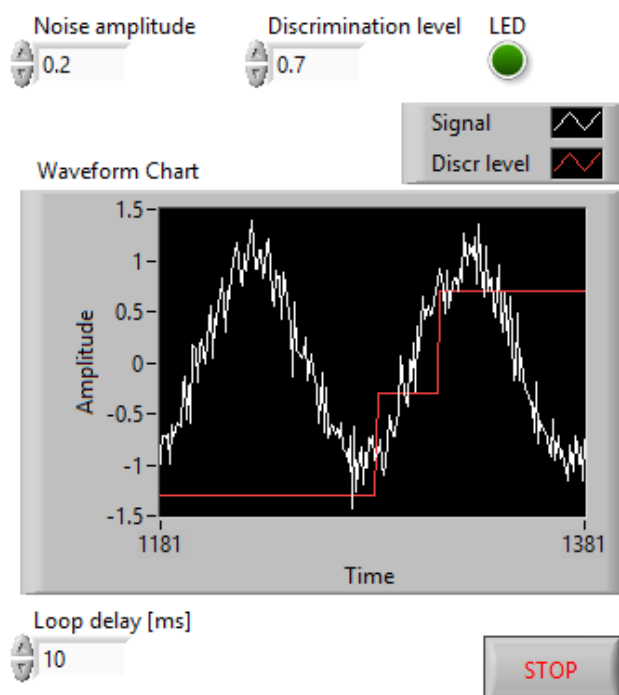 Noise amplitude
0.2
Discrimination level
0.7
LED
Signal
Discr level
Waveform Chart
1.5
1
0.5
0
-0.5
-1
-1.5
Amplitude
1181
1381
Time
Loop delay [ms]
10
STOP